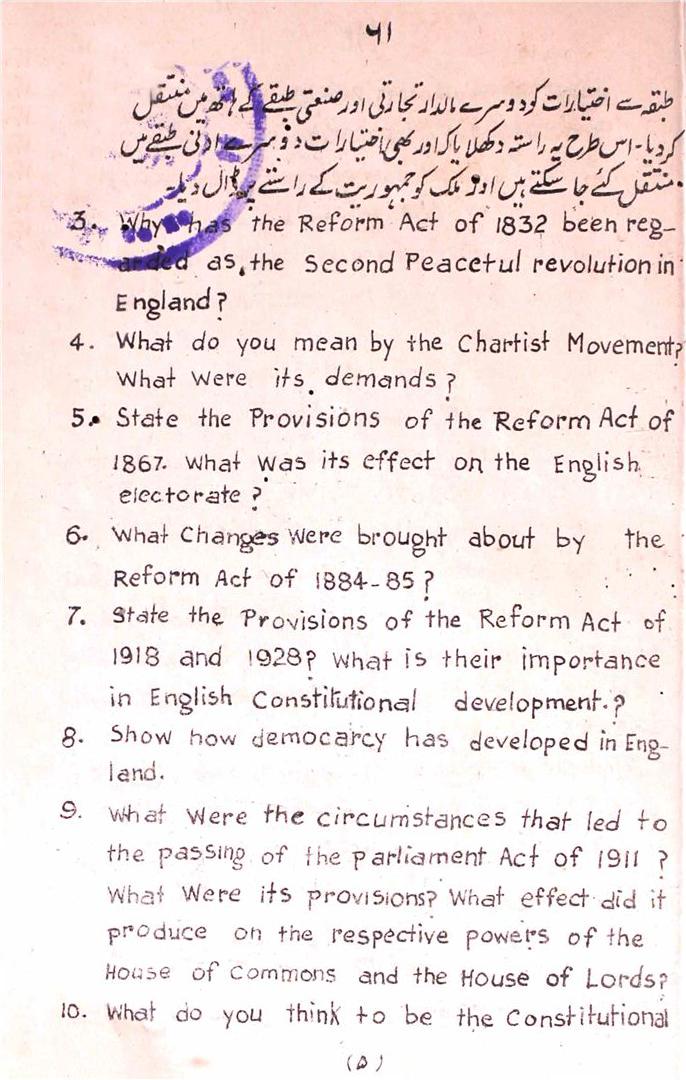 ۶۱
طبقہ سے اختیارات کو دوسرے مالدار تجارتی اور صنعتی طبقے کے ہاتھ میں منتقل
کر دیا۔ اس طرح یہ راستہ دکھلایا کہ اور بھی اختیارات دوسرے ادنیٰ طبقے میں
منتقل کئے جا سکتے ہیں اور ملک کو جمہوریت کے راستے پر ڈال دیا۔
3. Why has the Reform Act of 1832 been reg-
arded as, the Second Peacetul revolution in
England?
4. What do you mean by the Chartist Movement?
What Were its. demands ?
5. State the Provisions of the Reform Act of
1867. What Was its effect on the English
electorate ?
6. What Changes Were brought about by the
Reform Act of 1884-85 ?
7. State the Provisions of the Reform Act of
1918 and 1928? What is their importance
in English Constitutional development.?
8. Show how democarcy has developed in Eng-
land.
9. What Were the circumstances that led to
the passing of the parliament Act of 1911 ?
What Were its provisions? What effect did it
produce on the respective powers of the
House of Commons and the House of Lords?
10. What do you think to be the Constitutional
(۵)